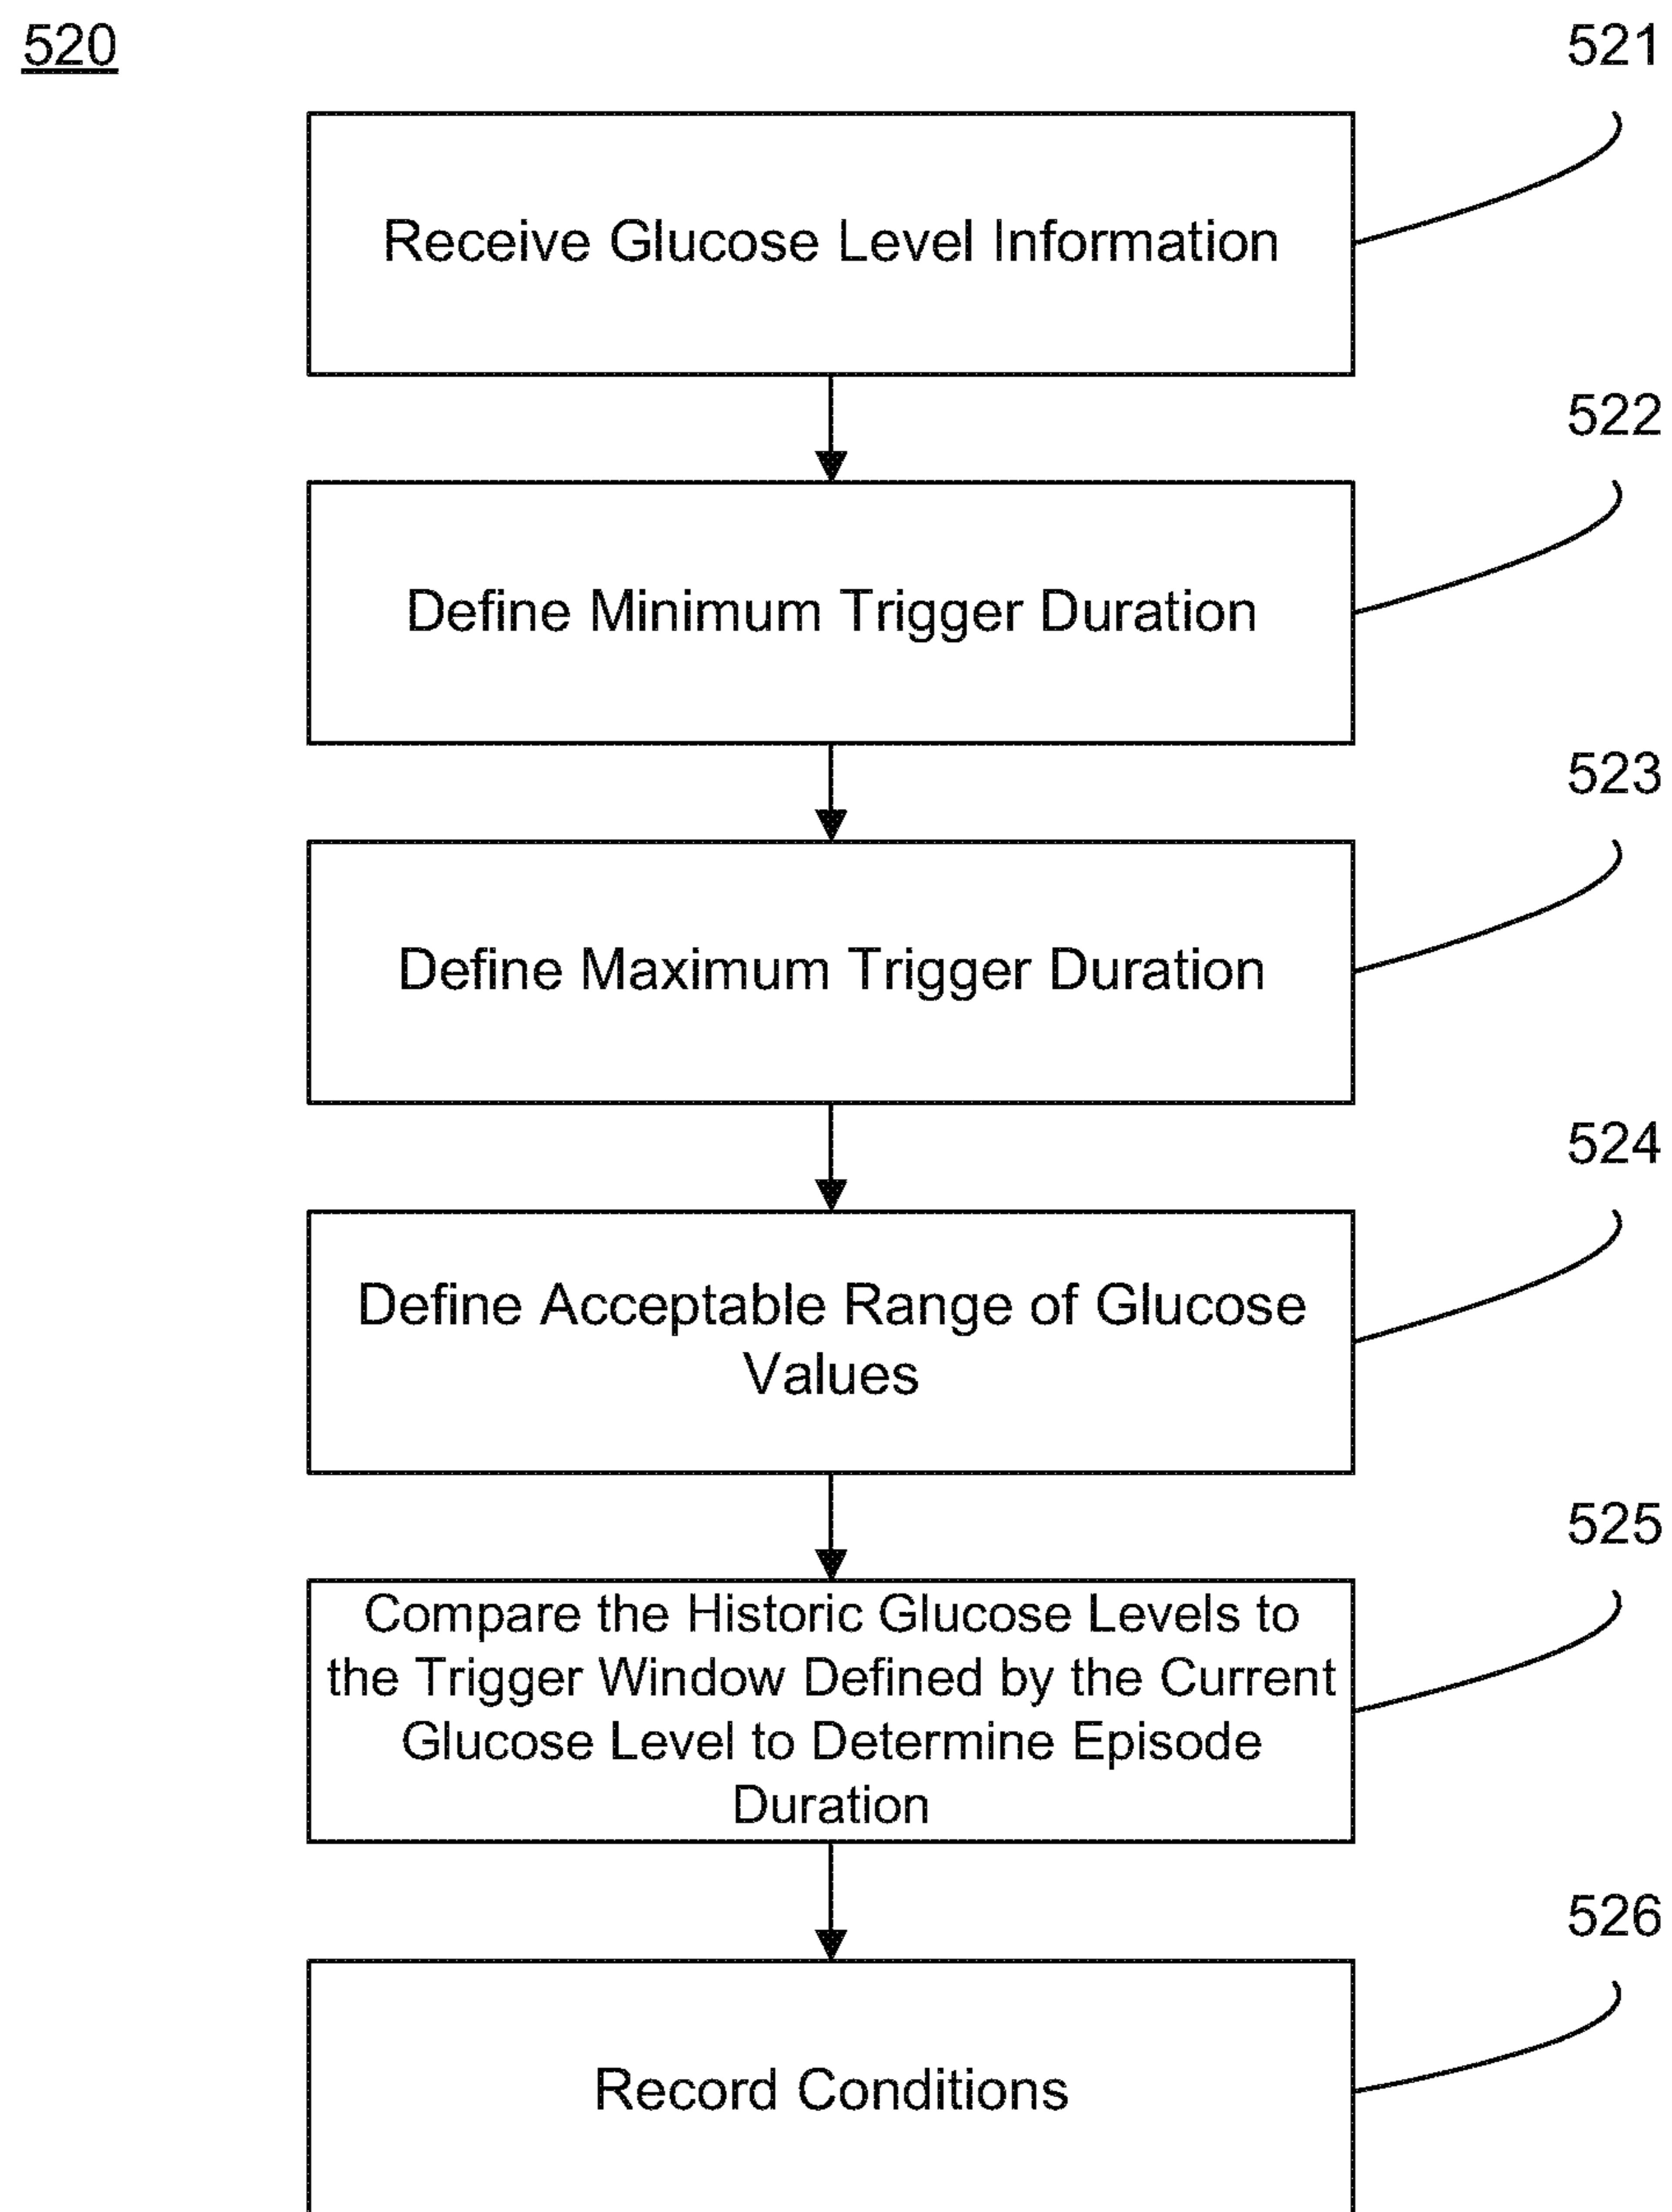 520
521
Receive Glucose Level Information
522
Define Minimum Trigger Duration
523
Define Maximum Trigger Duration
524
Define Acceptable Range of Glucose
Values
525
Compare the Historic Glucose Levels to
the Trigger Window Defined by the Current
Glucose Level to Determine Episode
Duration
526
Record Conditions